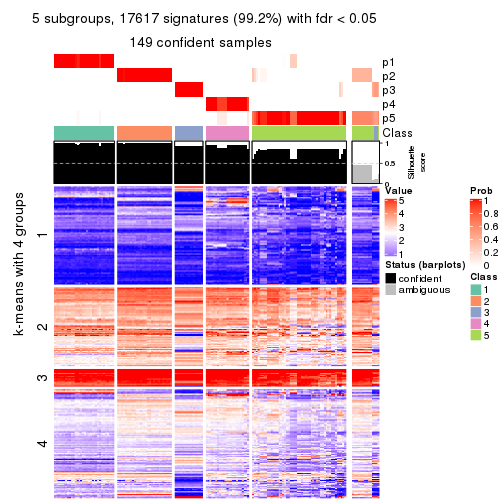 5 subgroups, 17617 signatures (99.2%) with fdr < 0.05
149 confident samples
p1
p2
p3
p4
p5
Class
1
0.5
0
Silhouette
score
k-means with 4 groups
1
2
3
4
Value
5
4
3
2
1
Status (barplots)
confident
ambiguous
Prob
1
0.8
0.6
0.4
0.2
0
Class
1
2
3
4
5